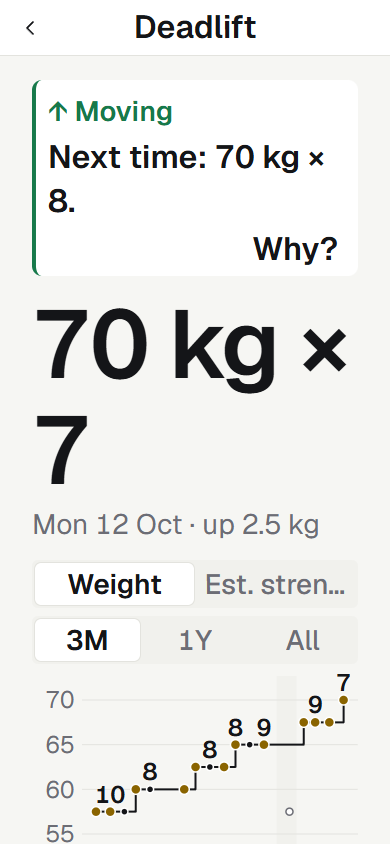 Deadlift
↑ Moving
Next time: 70 kg ×
8.
Why?
70 kg ×
7
Mon 12 Oct · up 2.5 kg
Weight
Est. stren…
3M
1Y
All
7
70
9
8 9
65
8
8
60
10
55